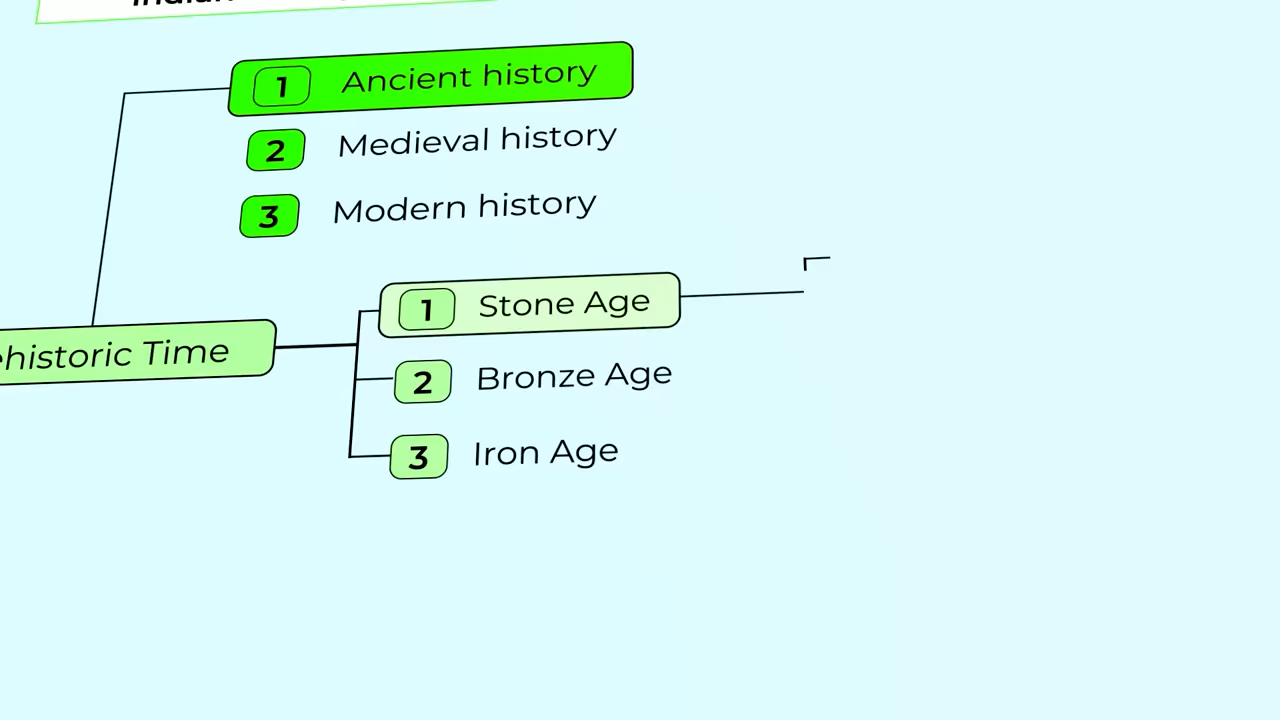 1 Ancient history
2 Medieval history
3 Modern history
1 Stone Age
ehistoric Time
2 Bronze Age
3 Iron Age